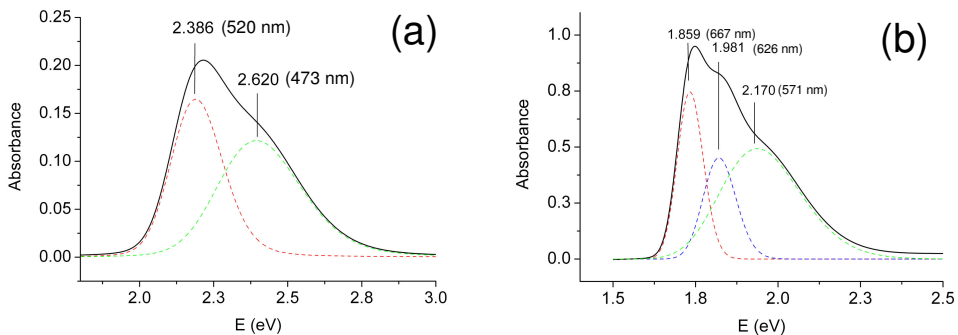 (a)
2.386 (520 nm)
2.620 (473 nm)
Absorbance
0.25
0.20
0.15
0.10
0.05
0.00
2.0
2.3
2.5
2.8
3.0
E (eV)
(b)
1.859 (667 nm)
1.981 (626 nm)
2.170 (571 nm)
Absorbance
1.0
0.8
0.5
0.3
0.0
1.5
1.8
2.0
2.3
2.5
E (eV)